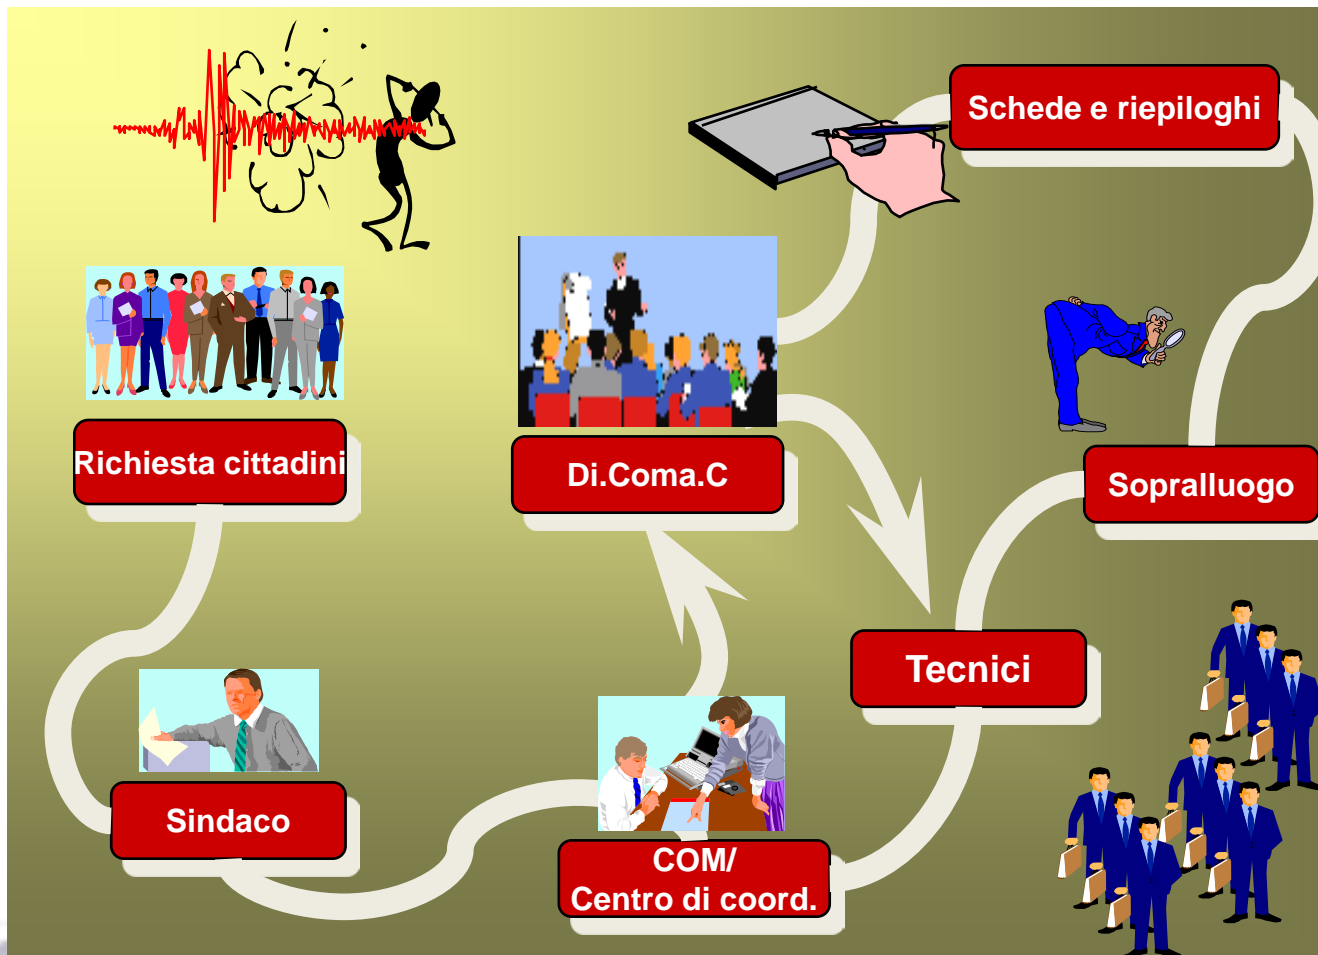 Schede e riepiloghi
Richiesta cittadini
Di.Coma.C
Sopralluogo
Tecnici
Sindaco
COM/
Centro di coord.